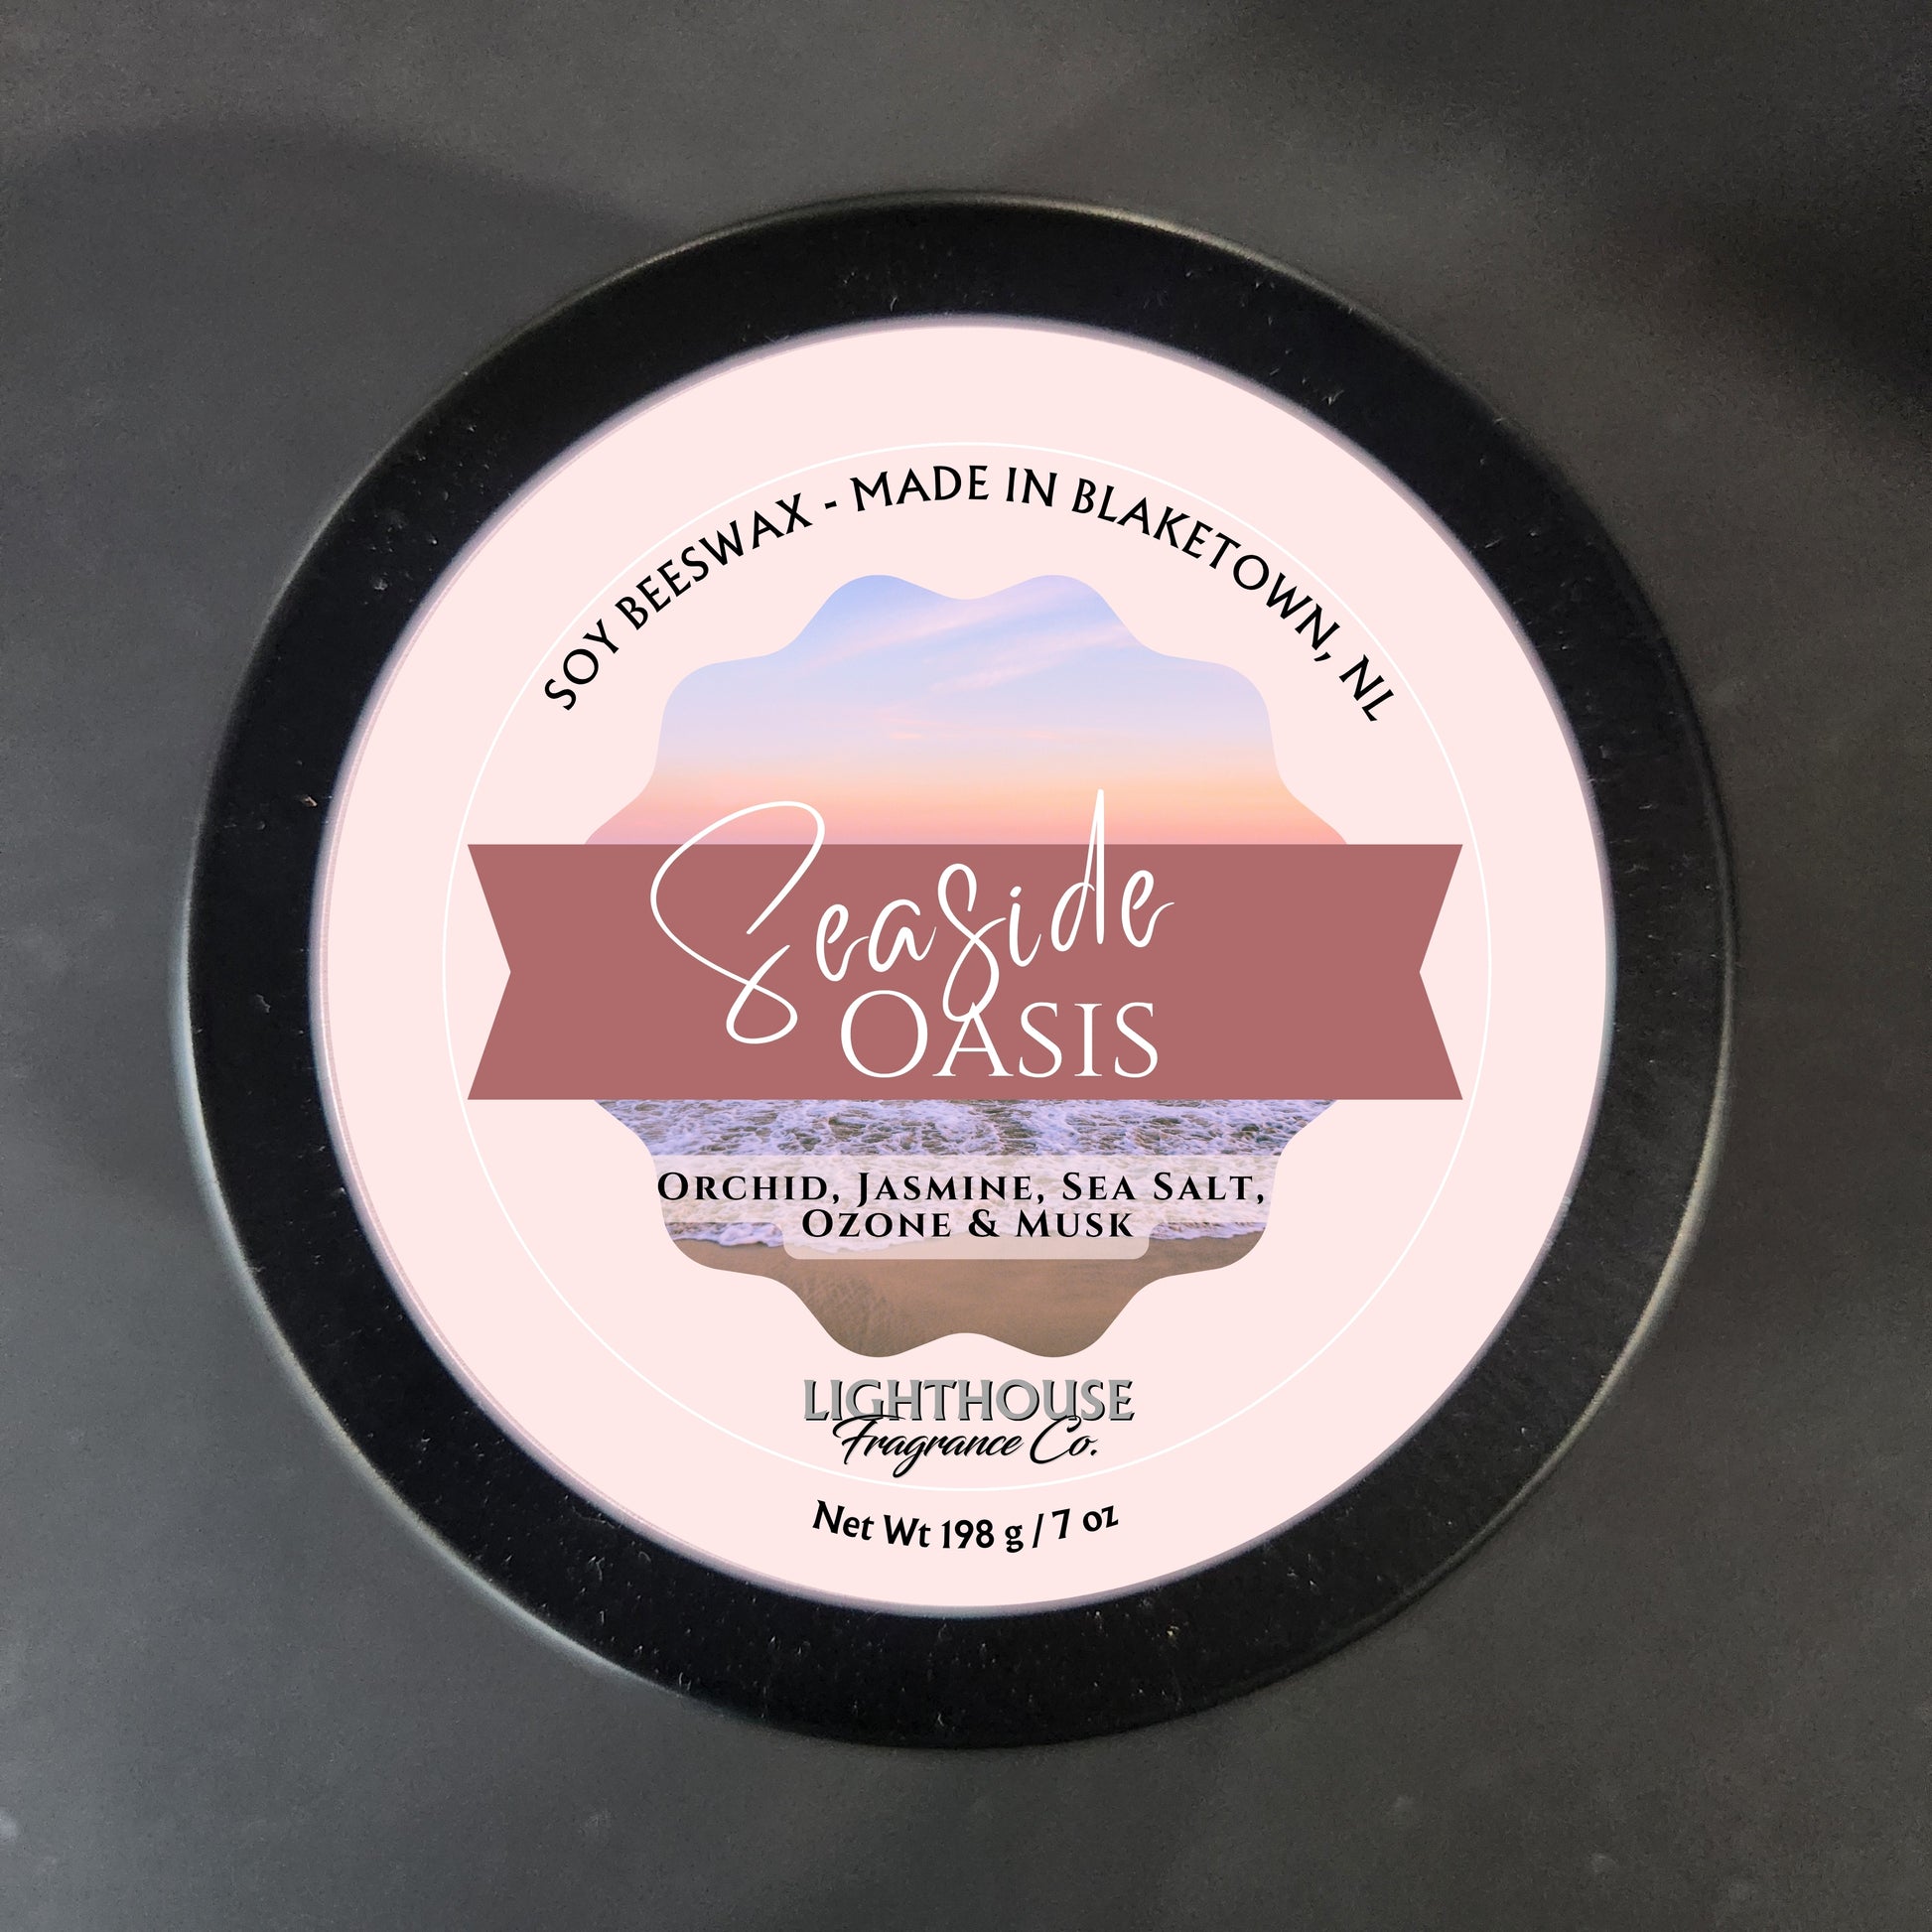 SOY BEESWAX - MADE IN BLAKETOWN, NL
Seaside
OASIS
ORCHID, JASMINE, SEA SALT,
OZONE & MUSK
LIGHTHOUSE
Fragrance Co.
Net Wt 198 g / 7 oz